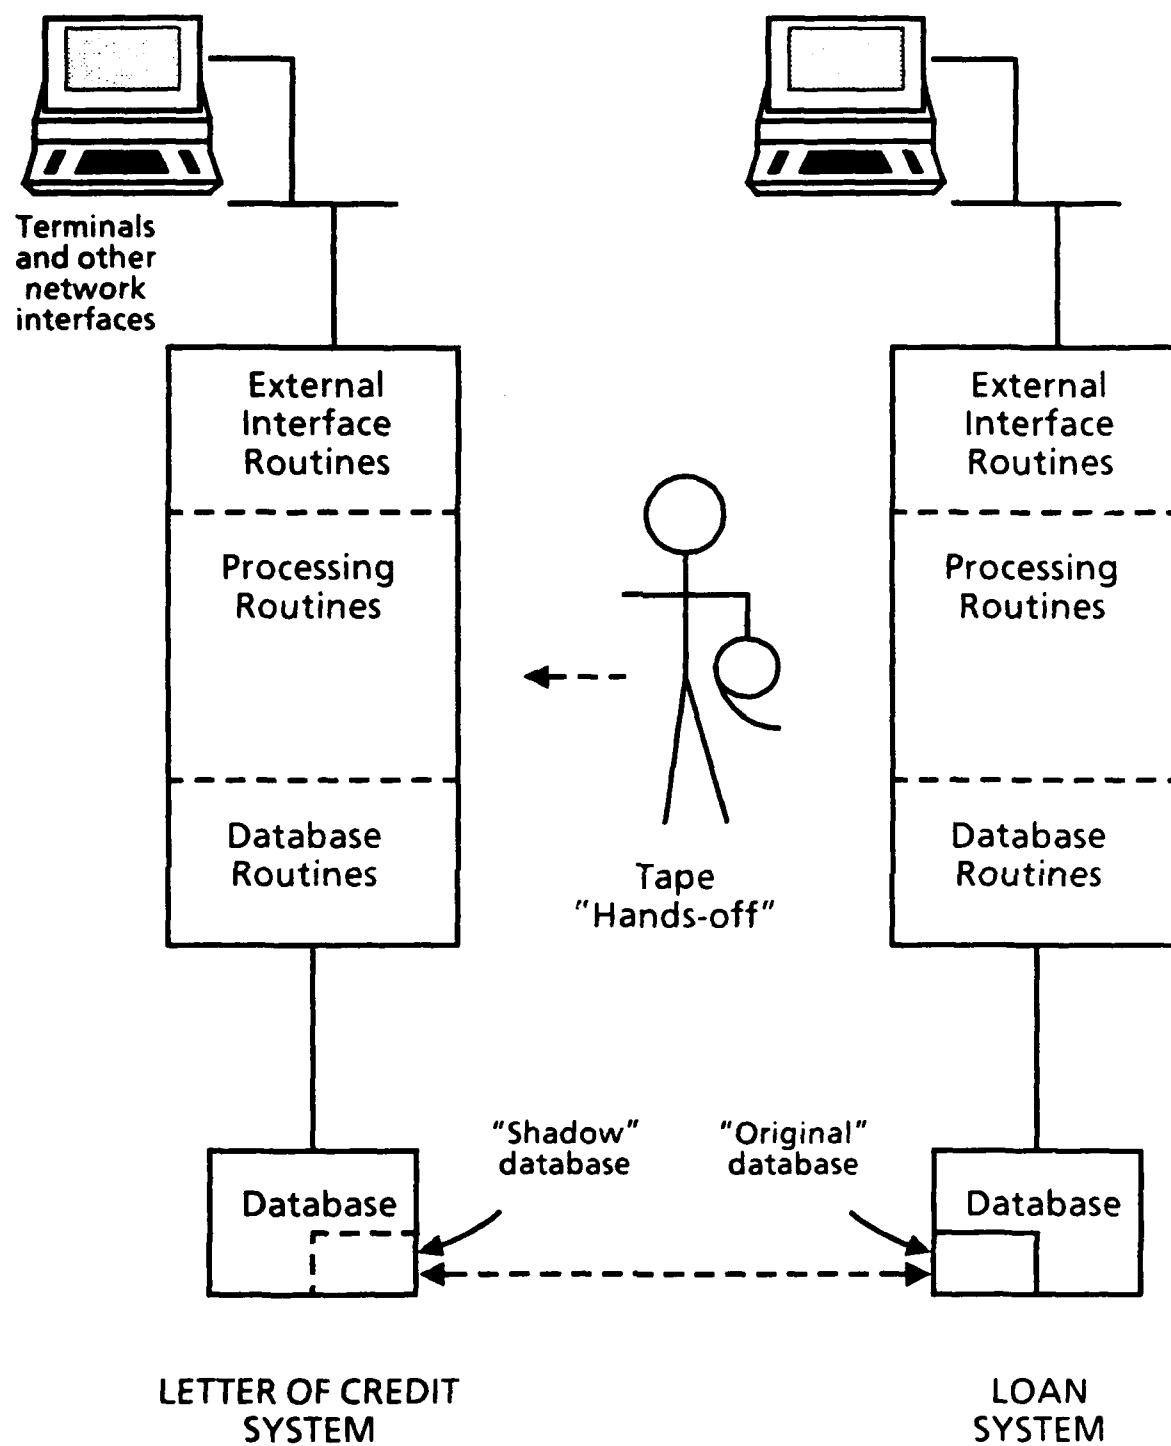 Terminals
and other
network
interfaces
External
Interface
Routines
Processing
Routines
Database
Routines
External
Interface
Routines
Processing
Routines
Database
Routines
Tape
"Hands-off"
"Shadow"
database
"Original"
database
Database
Database
LETTER OF CREDIT
SYSTEM
LOAN
SYSTEM